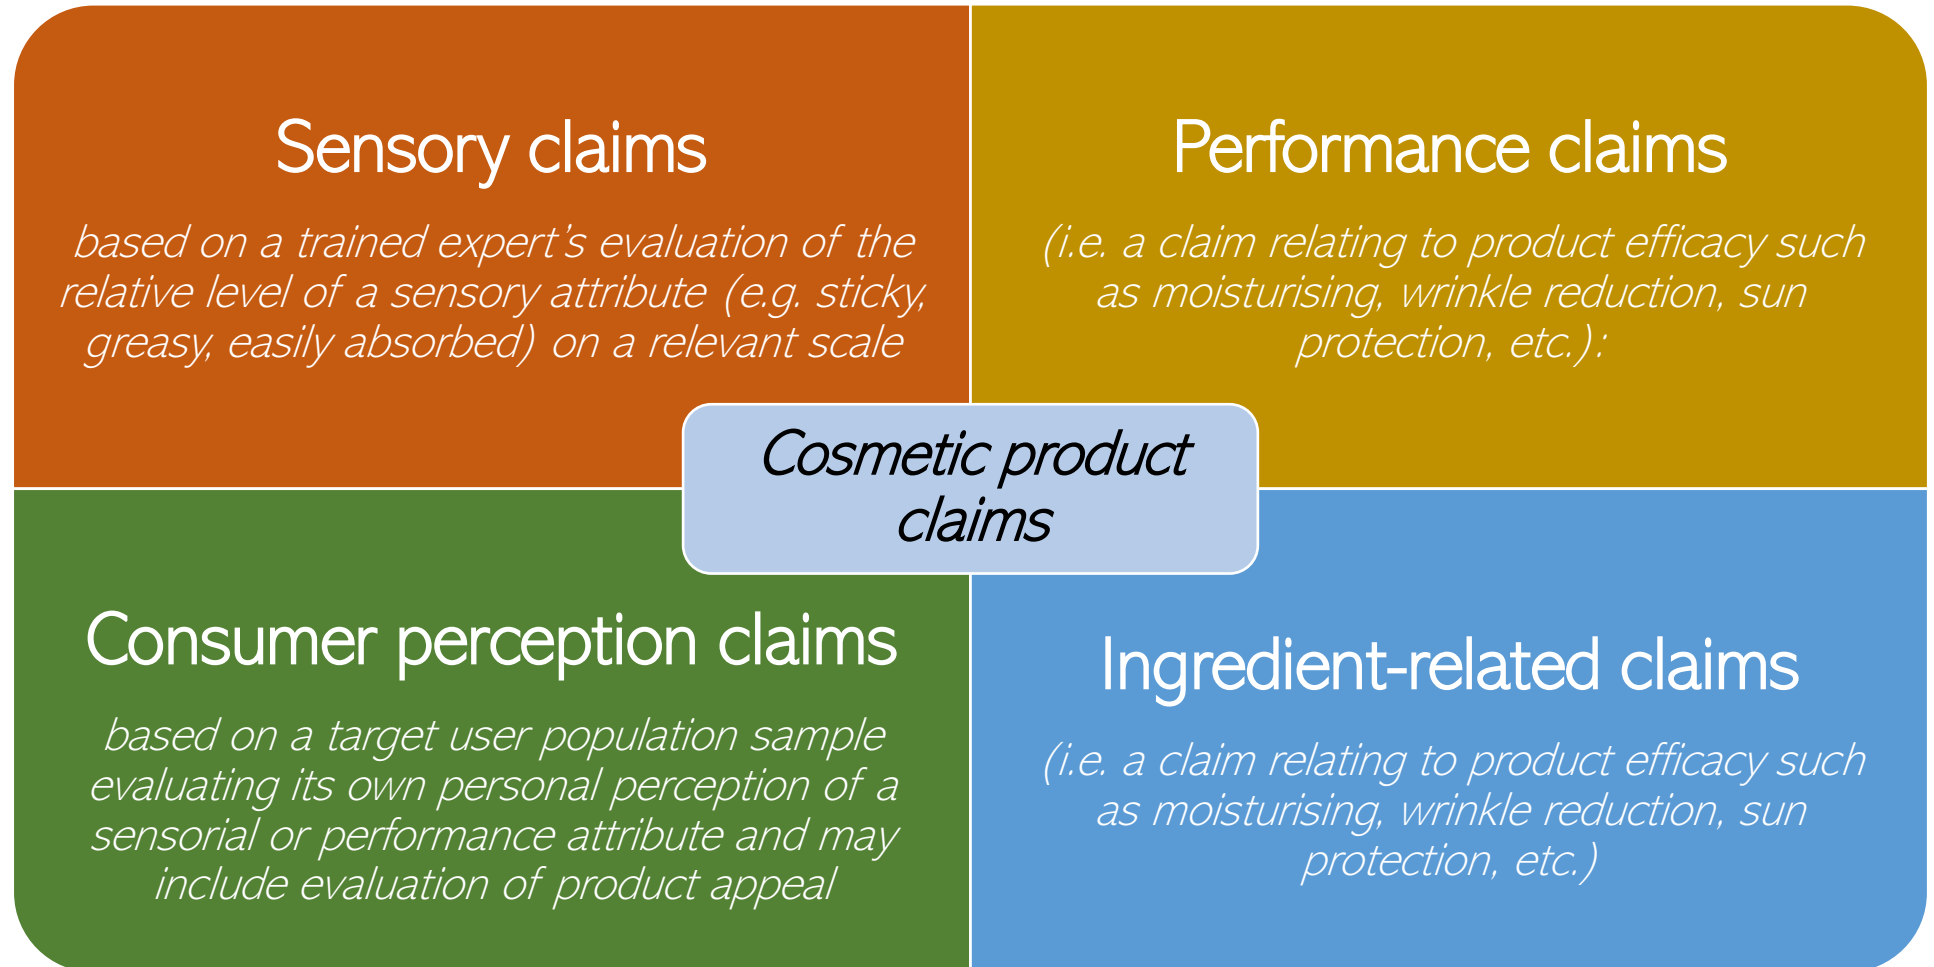 Sensory claims
based on a trained expert's evaluation of the
relative level of a sensory attribute (e.g. sticky,
greasy, easily absorbed) on a relevant scale
Performance claims
(i.e. a claim relating to product efficacy such
as moisturising, wrinkle reduction, sun
protection, etc.):
Cosmetic product
claims
Consumer perception claims
based on a target user population sample
evaluating its own personal perception of a
sensorial or performance attribute and may
include evaluation of product appeal
Ingredient-related claims
(i.e. a claim relating to product efficacy such
as moisturising, wrinkle reduction, sun
protection, etc.)